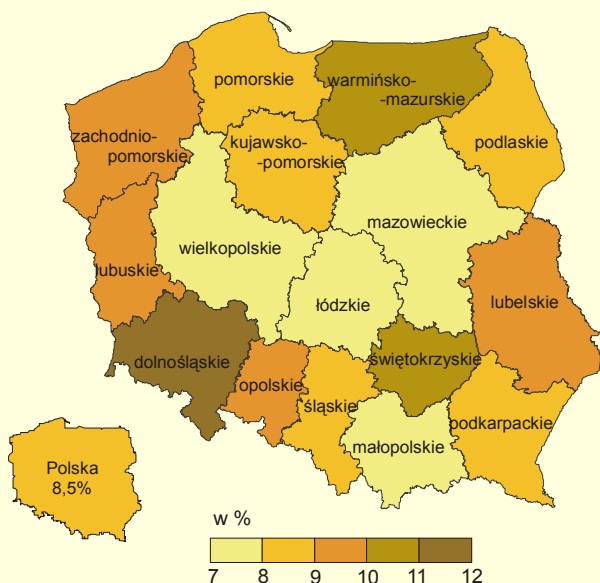 pomorskie
warmińsko-
-mazurskie
zachodnio-
pomorskie
kujawsko-
-pomorskie
podlaskie
mazowieckie
wielkopolskie
lubuskie
łódzkie
lubelskie
dolnośląskie
świętokrzyskie
opolskie
śląskie
podkarpackie
małopolskie
Polska
8,5%
w %
7 8 9 10 11 12